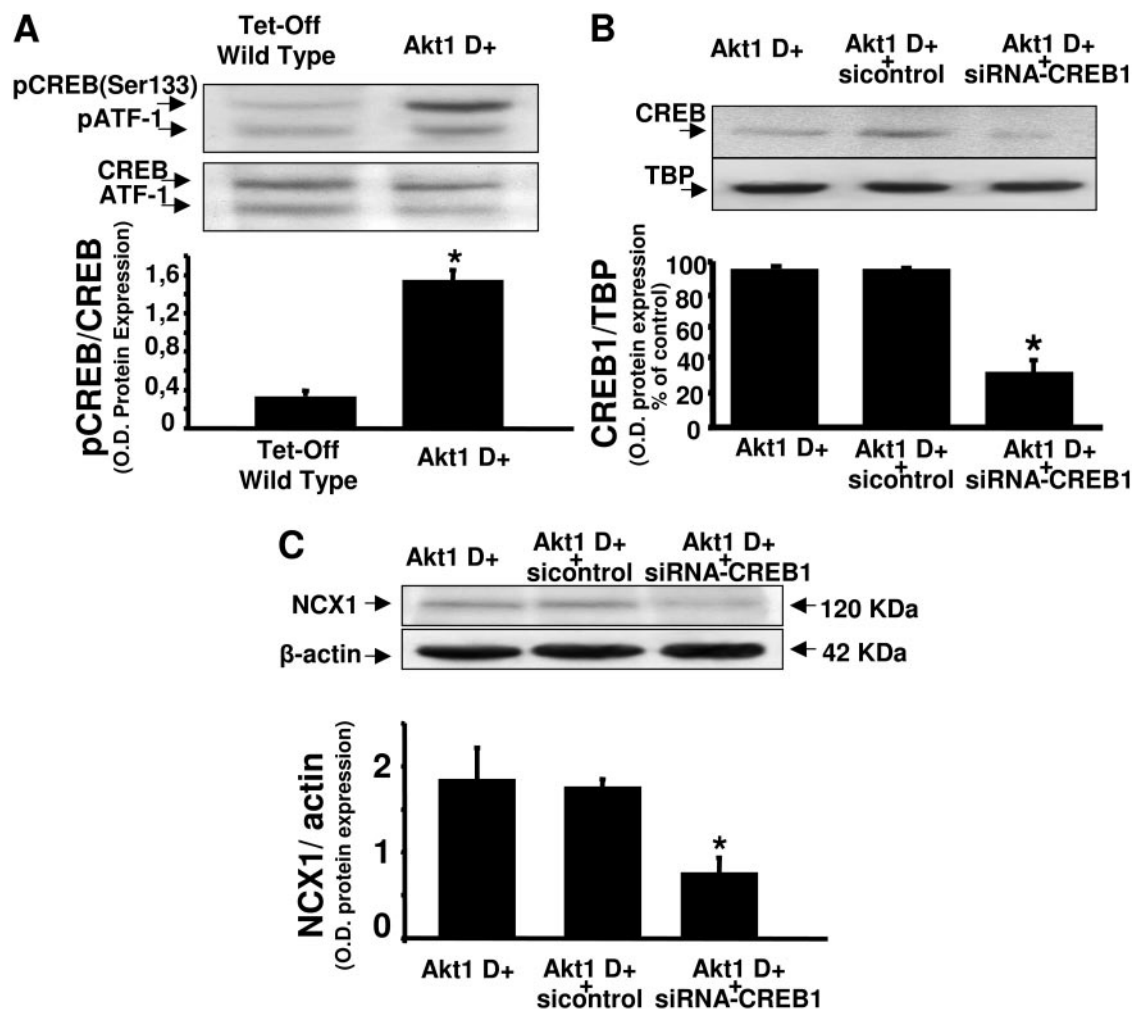 A
Tet-Off
Wild Type
Akt1 D+
pCREB(Ser133)
pATF-1
CREB
ATF-1
pCREB/CREB
(O.D. Protein Expression)
1,6
1,2
0,8
0,4
0
*
Tet-Off
Wild Type
Akt1 D+
B
Akt1 D+
Akt1 D+
+
sicontrol
Akt1 D+
+
siRNA-CREB1
CREB
TBP
CREB1/TBP
(O.D. protein expression
% of control)
100
80
60
40
20
0
*
Akt1 D+
Akt1 D+
+
sicontrol
Akt1 D+
+
siRNA-CREB1
C
Akt1 D+
Akt1 D+
+
sicontrol
Akt1 D+
+
siRNA-CREB1
NCX1
120 KDa
β-actin
42 KDa
NCX1/ actin
(O.D. protein expression)
2
1
0
*
Akt1 D+
Akt1 D+
+
sicontrol
Akt1 D+
+
siRNA-CREB1